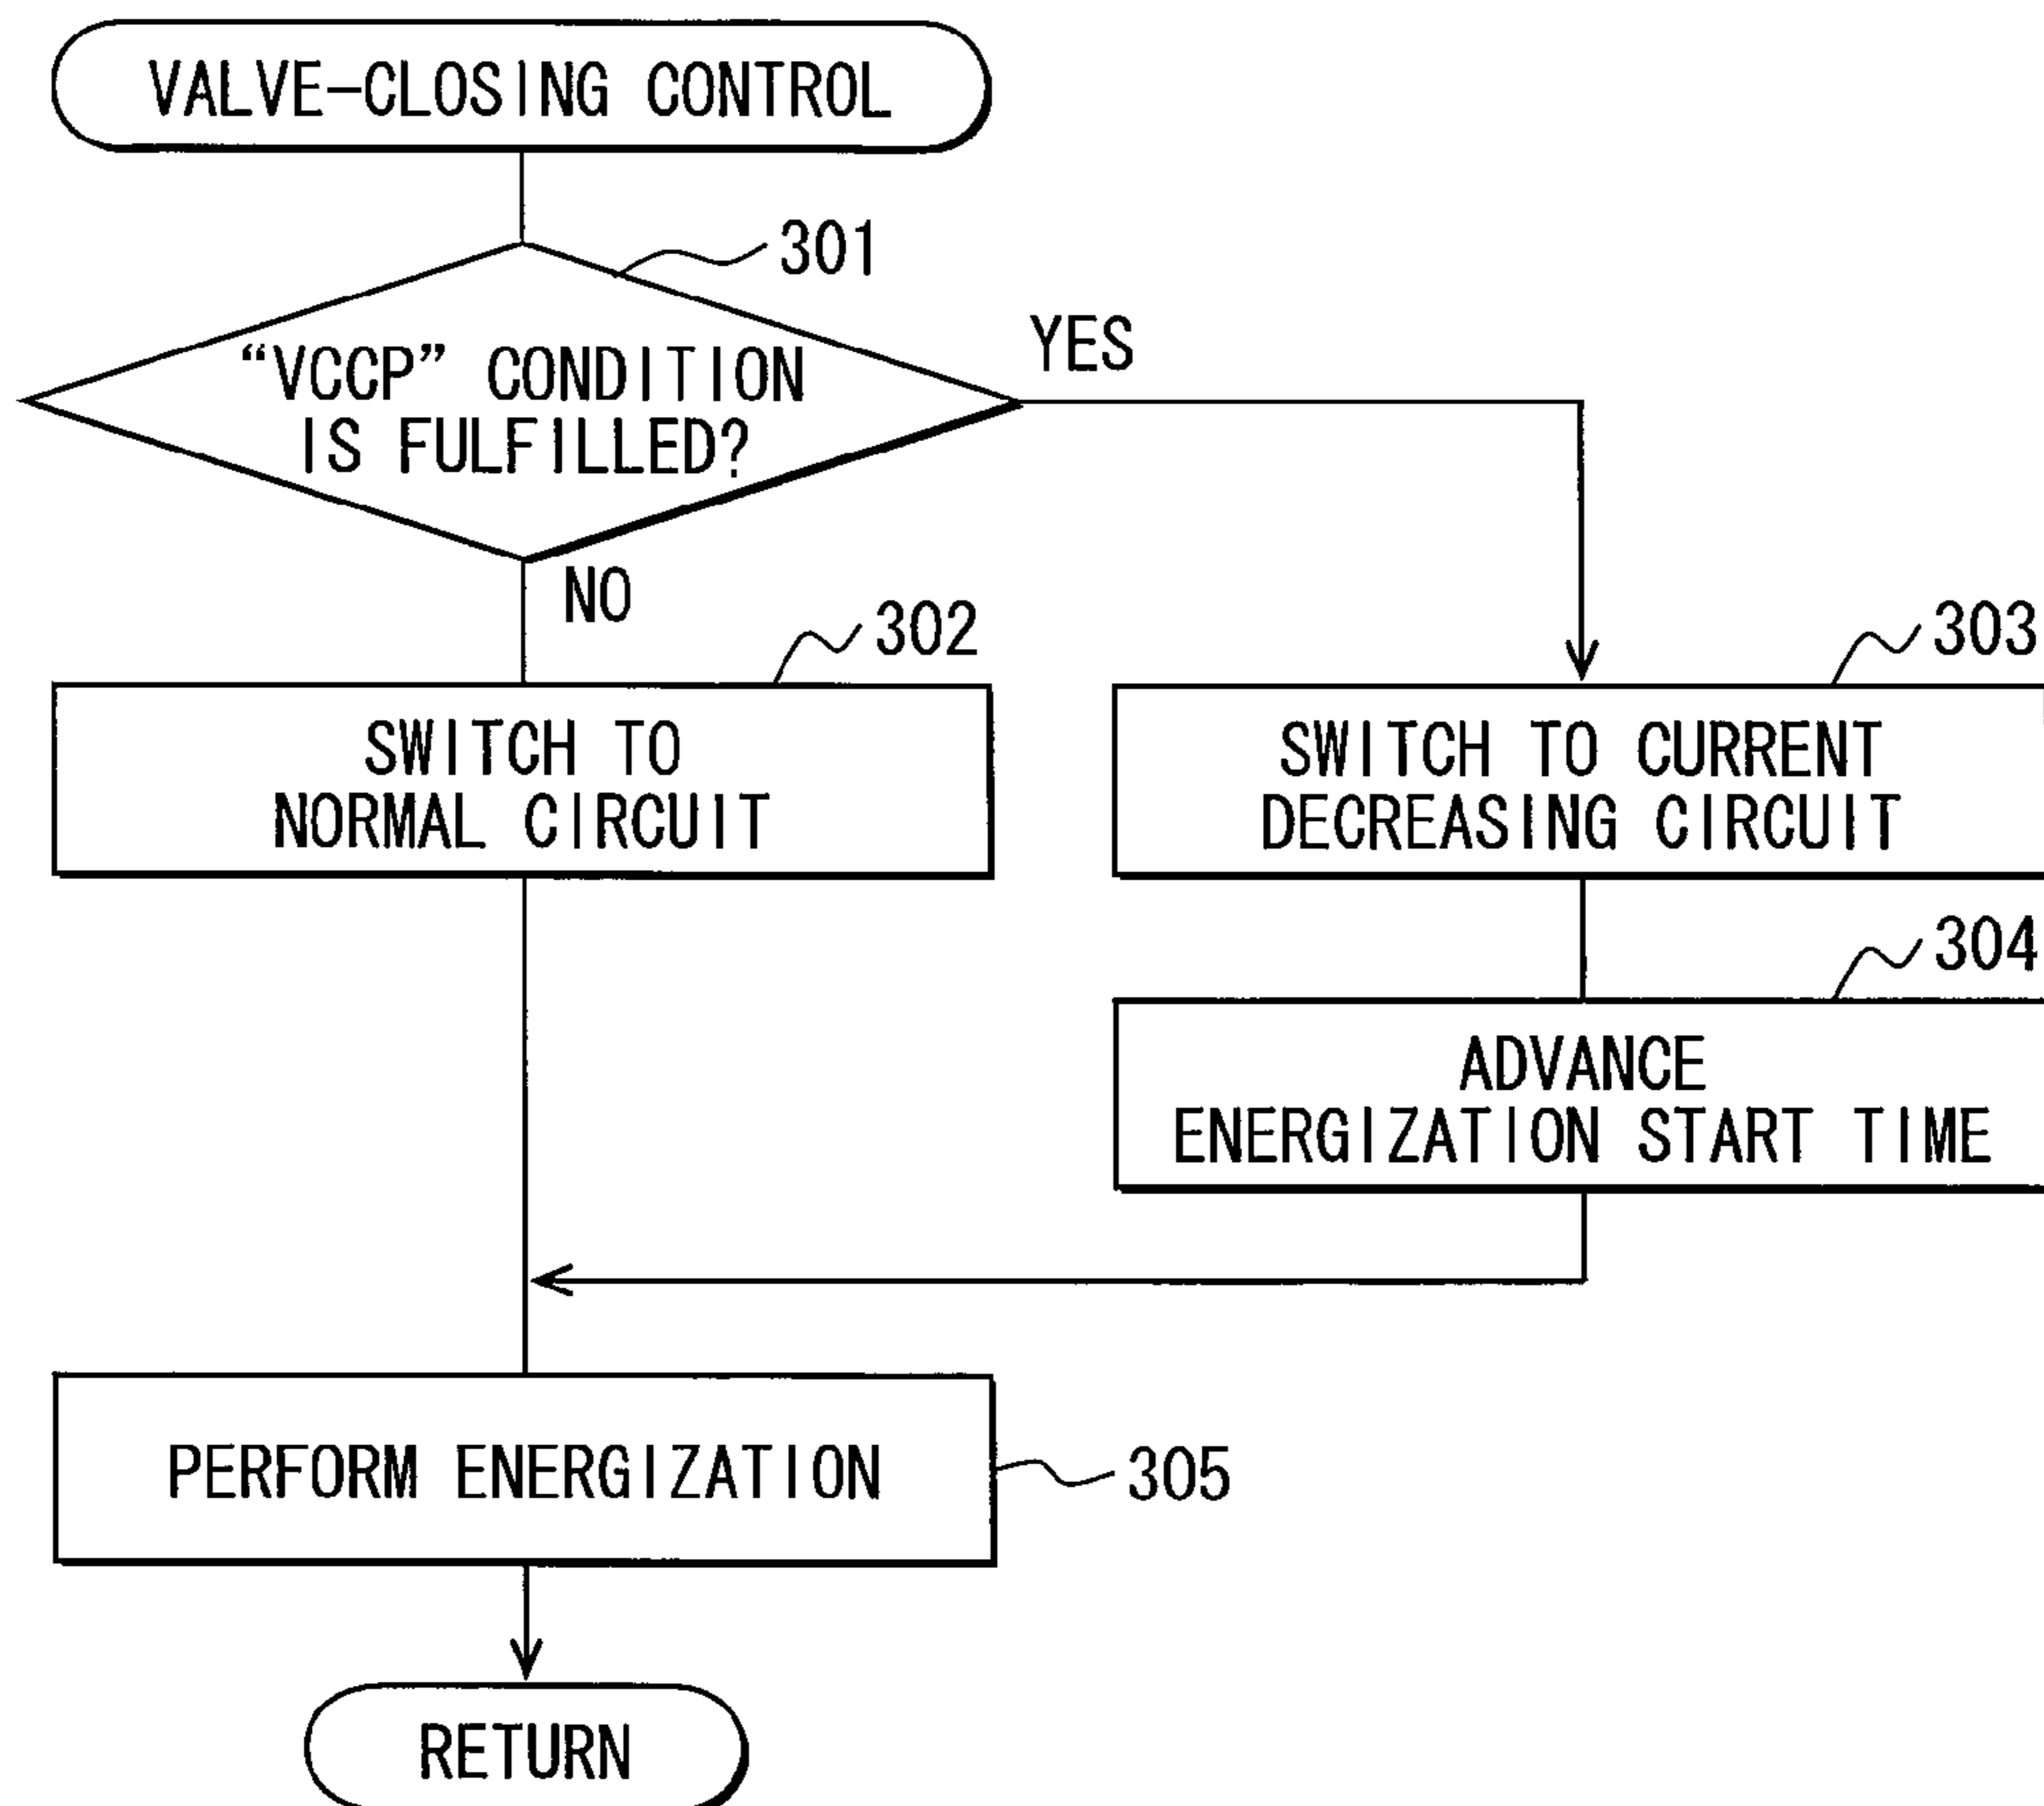 VALVE-CLOSING CONTROL
301
“VCCP” CONDITION
IS FULFILLED?
YES
NO
302
SWITCH TO
NORMAL CIRCUIT
303
SWITCH TO CURRENT
DECREASING CIRCUIT
304
ADVANCE
ENERGIZATION START TIME
PERFORM ENERGIZATION
305
RETURN